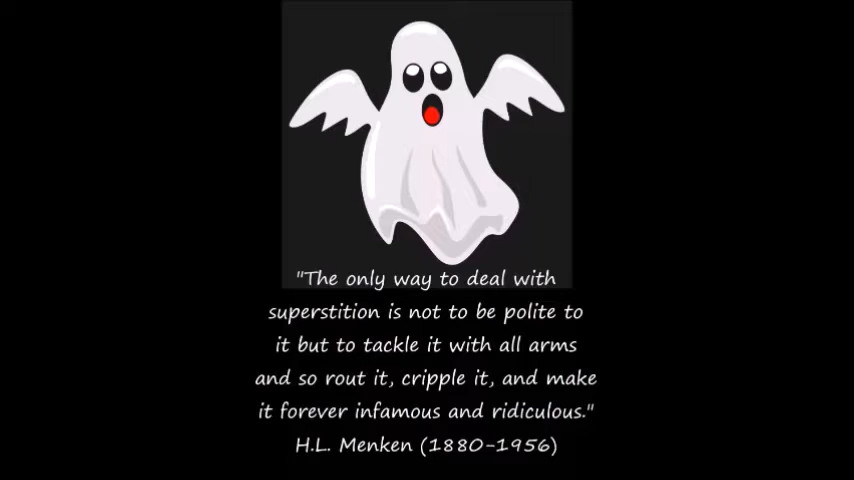 "The only way to deal with
superstition is not to be polite to
it but to tackle it with all arms
and so rout it, cripple it, and make
it forever infamous and ridiculous."
H.L. Menken (1880-1956)